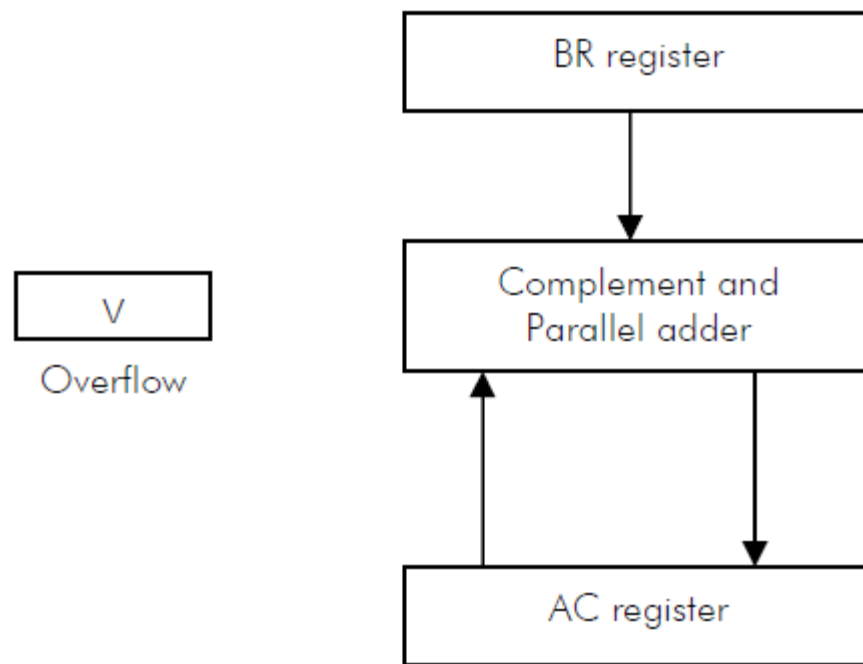 BR register
Complement and
Parallel adder
V
Overflow
AC register